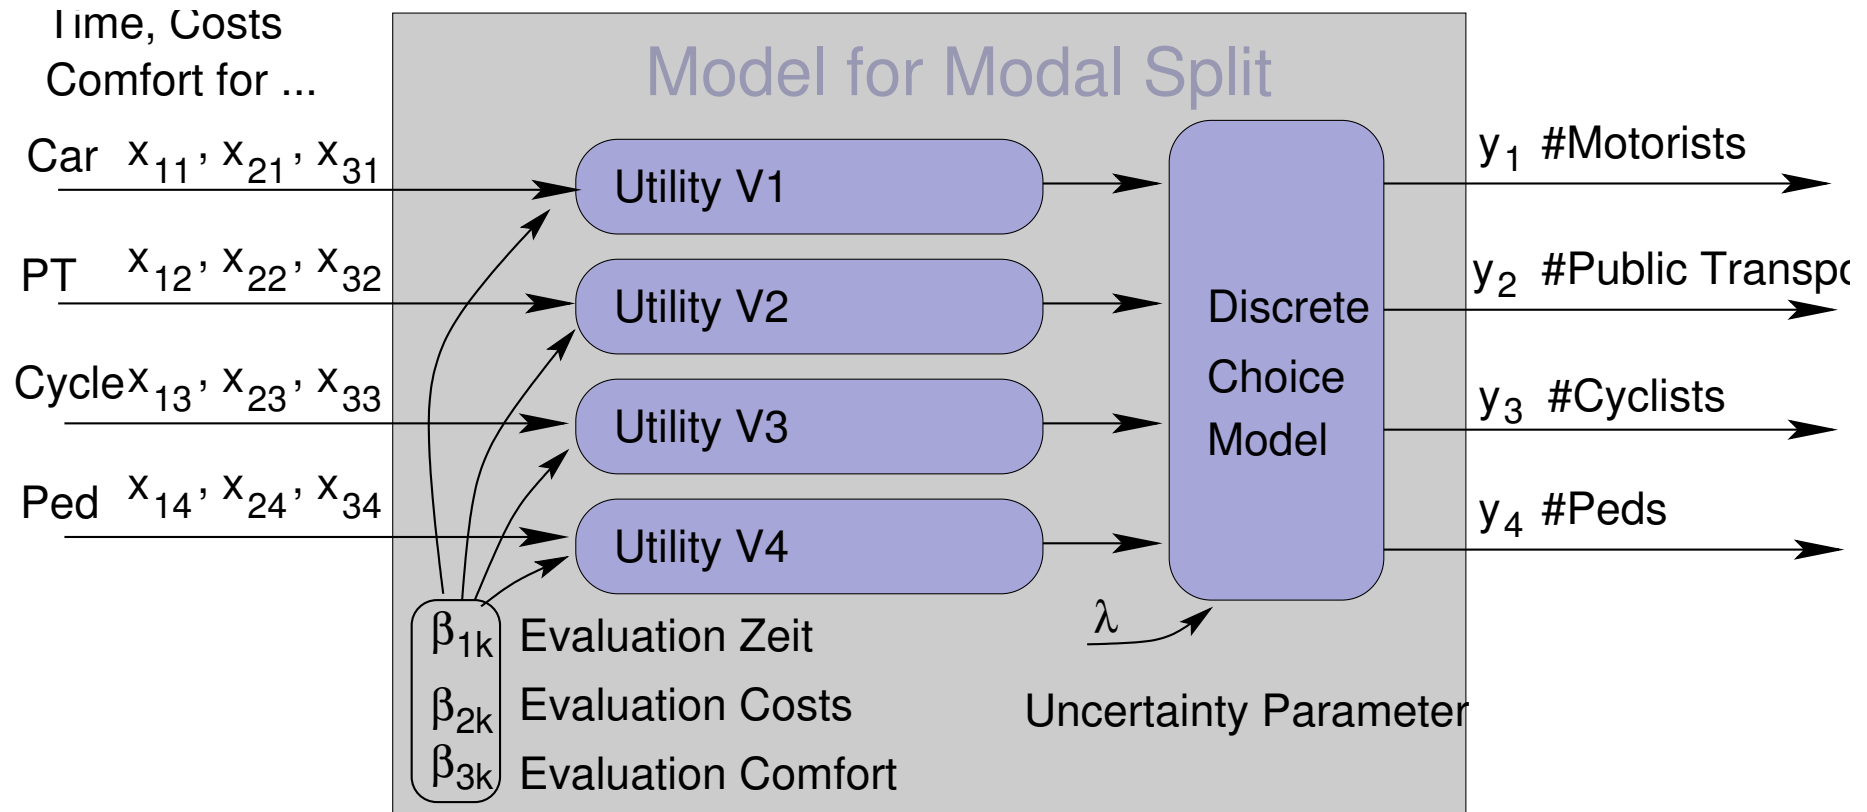 Time, Costs
Comfort for ...
Model for Modal Split
Car x11, x21, x31
Utility V1
y1 #Motorists
PT x12, x22, x32
Utility V2
y2 #Public Transpo
Cycle x13, x23, x33
Utility V3
y3 #Cyclists
Ped x14, x24, x34
Utility V4
y4 #Peds
Discrete
Choice
Model
β1k Evaluation Zeit
β2k Evaluation Costs
β3k Evaluation Comfort
λ
Uncertainty Parameter